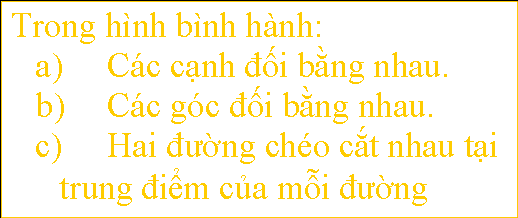 Trong hình bình hành:
a) Các cạnh đối bằng nhau.
b) Các góc đối bằng nhau.
c) Hai đường chéo cắt nhau tại
trung điểm của mỗi đường